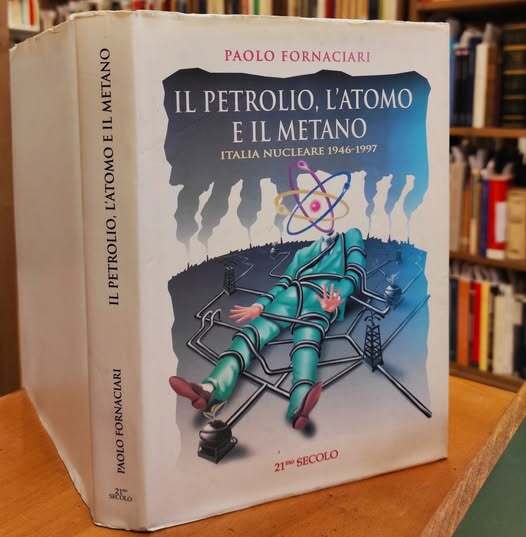 IL PETROLIO, L'ATOMO E IL METANO
PAOLO FORNACIARI
21mo
SECOLO
PAOLO FORNACIARI
IL PETROLIO, L'ATOMO
E IL METANO
ITALIA NUCLEARE 1946-1997
21mo SECOLO